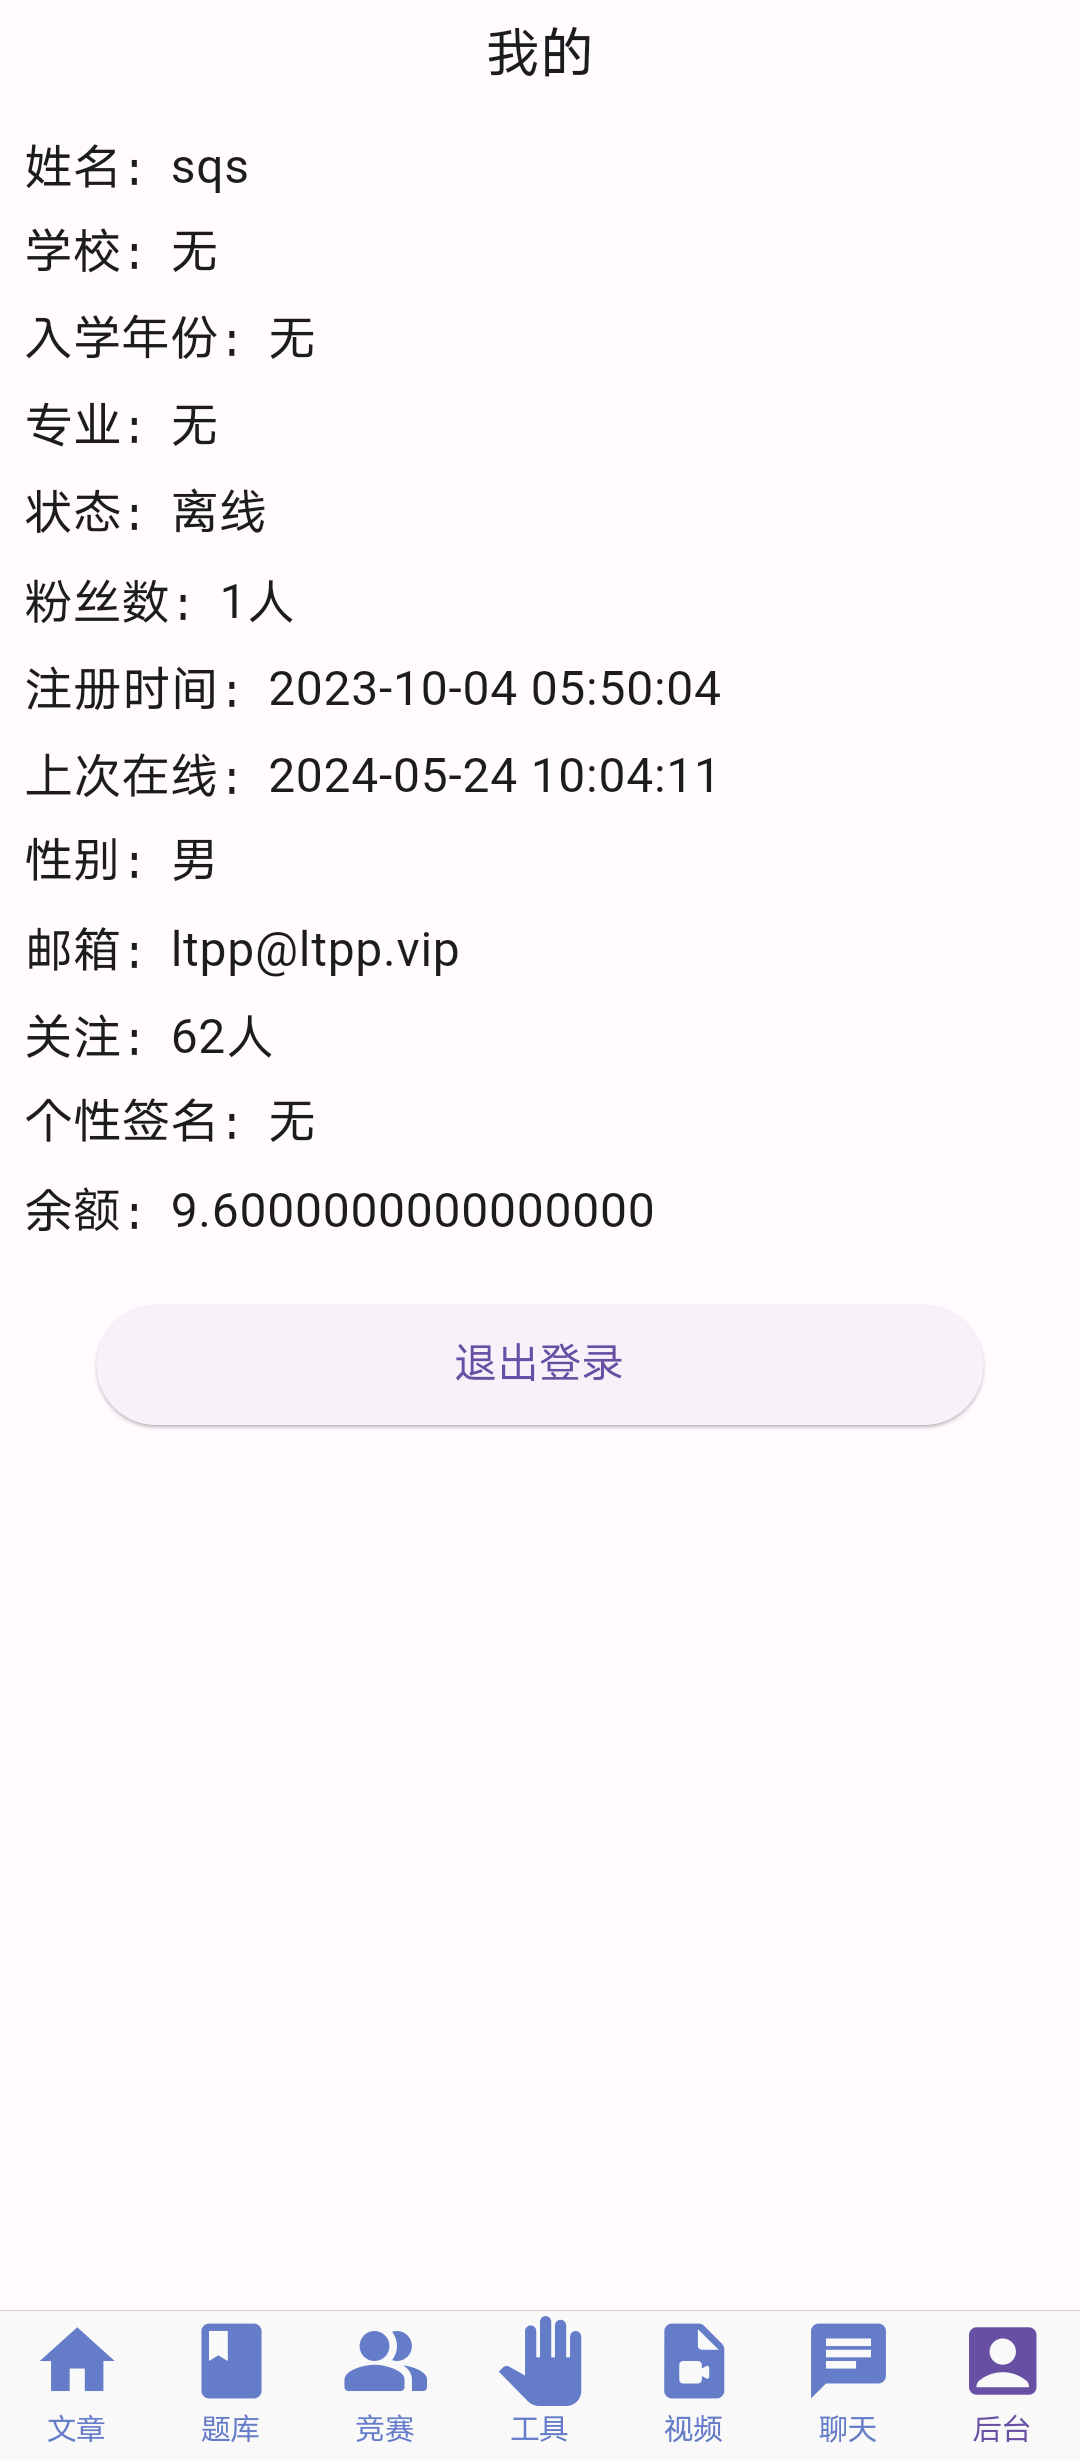 我的
姓名：sqs
学校：无
入学年份：无
专业：无
状态：离线
粉丝数：1人
注册时间：2023-10-04 05:50:04
上次在线：2024-05-24 10:04:11
性别：男
邮箱：ltpp@ltpp.vip
关注：62人
个性签名：无
余额：9.6000000000000000
退出登录
文章 题库 竞赛 工具 视频 聊天 后台